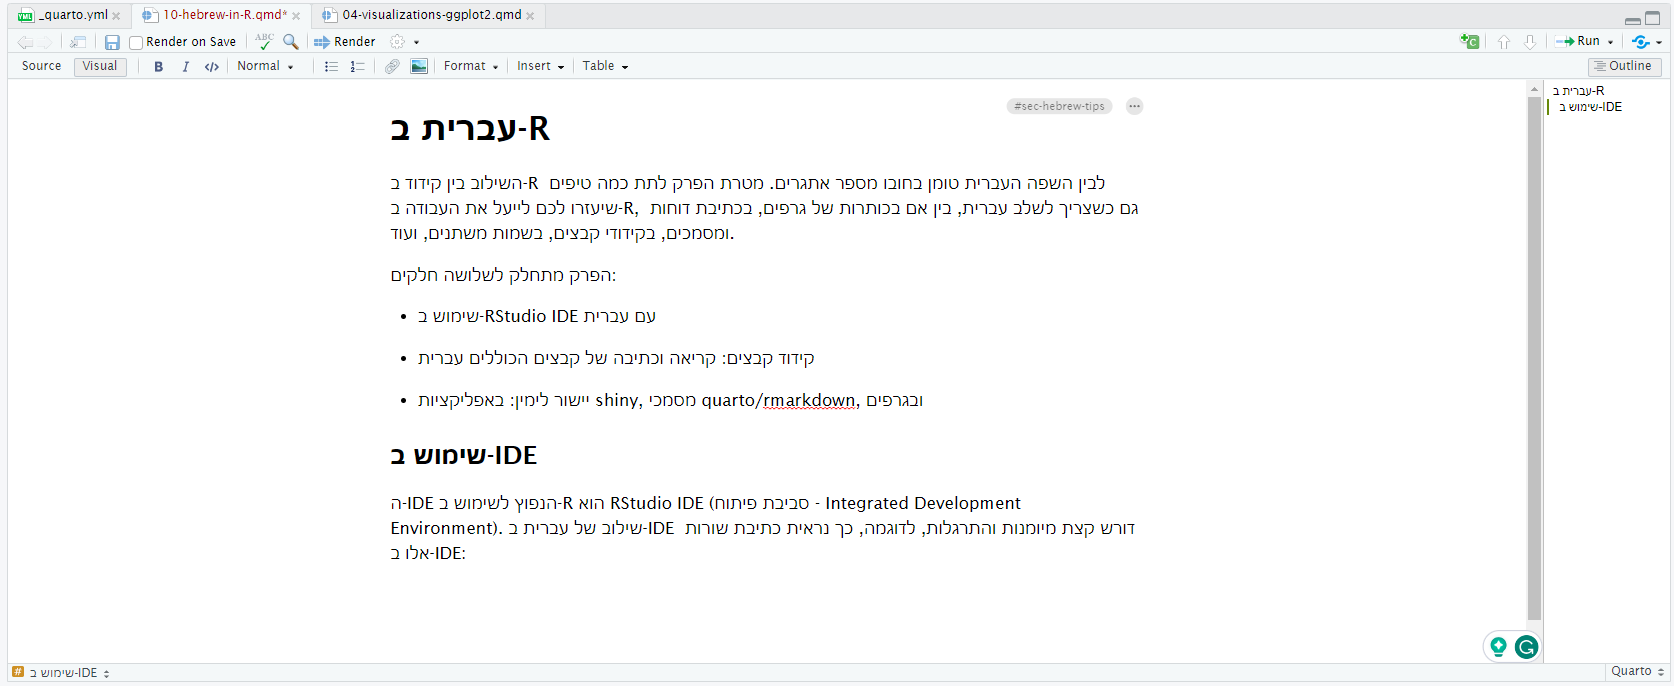 _quarto.yml 10-hebrew-in-R.qmd* 04-visualizations-ggplot2.qmd
Render on Save ABC Render Run
Source Visual B I </> Normal Format Insert Table Outline
#sec-hebrew-tips
עברית ב-R
השילוב בין קידוד ב-R לבין השפה העברית טומן בחובו מספר אתגרים. מטרת הפרק לתת כמה טיפים
שיעזרו לכם לייעל את העבודה ב-R, גם כשצריך לשלב עברית, בין אם בכותרות של גרפים, בכתיבת דוחות
ומסמכים, בקידודי קבצים, בשמות משתנים, ועוד.
הפרק מתחלק לשלושה חלקים:
• שימוש ב-RStudio IDE עם עברית
• קידוד קבצים: קריאה וכתיבה של קבצים הכוללים עברית
• יישור לימין: באפליקציות shiny, מסמכי quarto/rmarkdown, ובגרפים
שימוש ב-IDE
ה-IDE הנפוץ לשימוש ב-R הוא RStudio IDE (סביבת פיתוח - Integrated Development
Environment). שילוב של עברית ב-IDE דורש קצת מיומנות והתרגלות, לדוגמה, כך נראית כתיבת שורות
אלו ב-IDE:
עברית ב-R
שימוש ב-IDE
# שימוש ב-IDE
Quarto